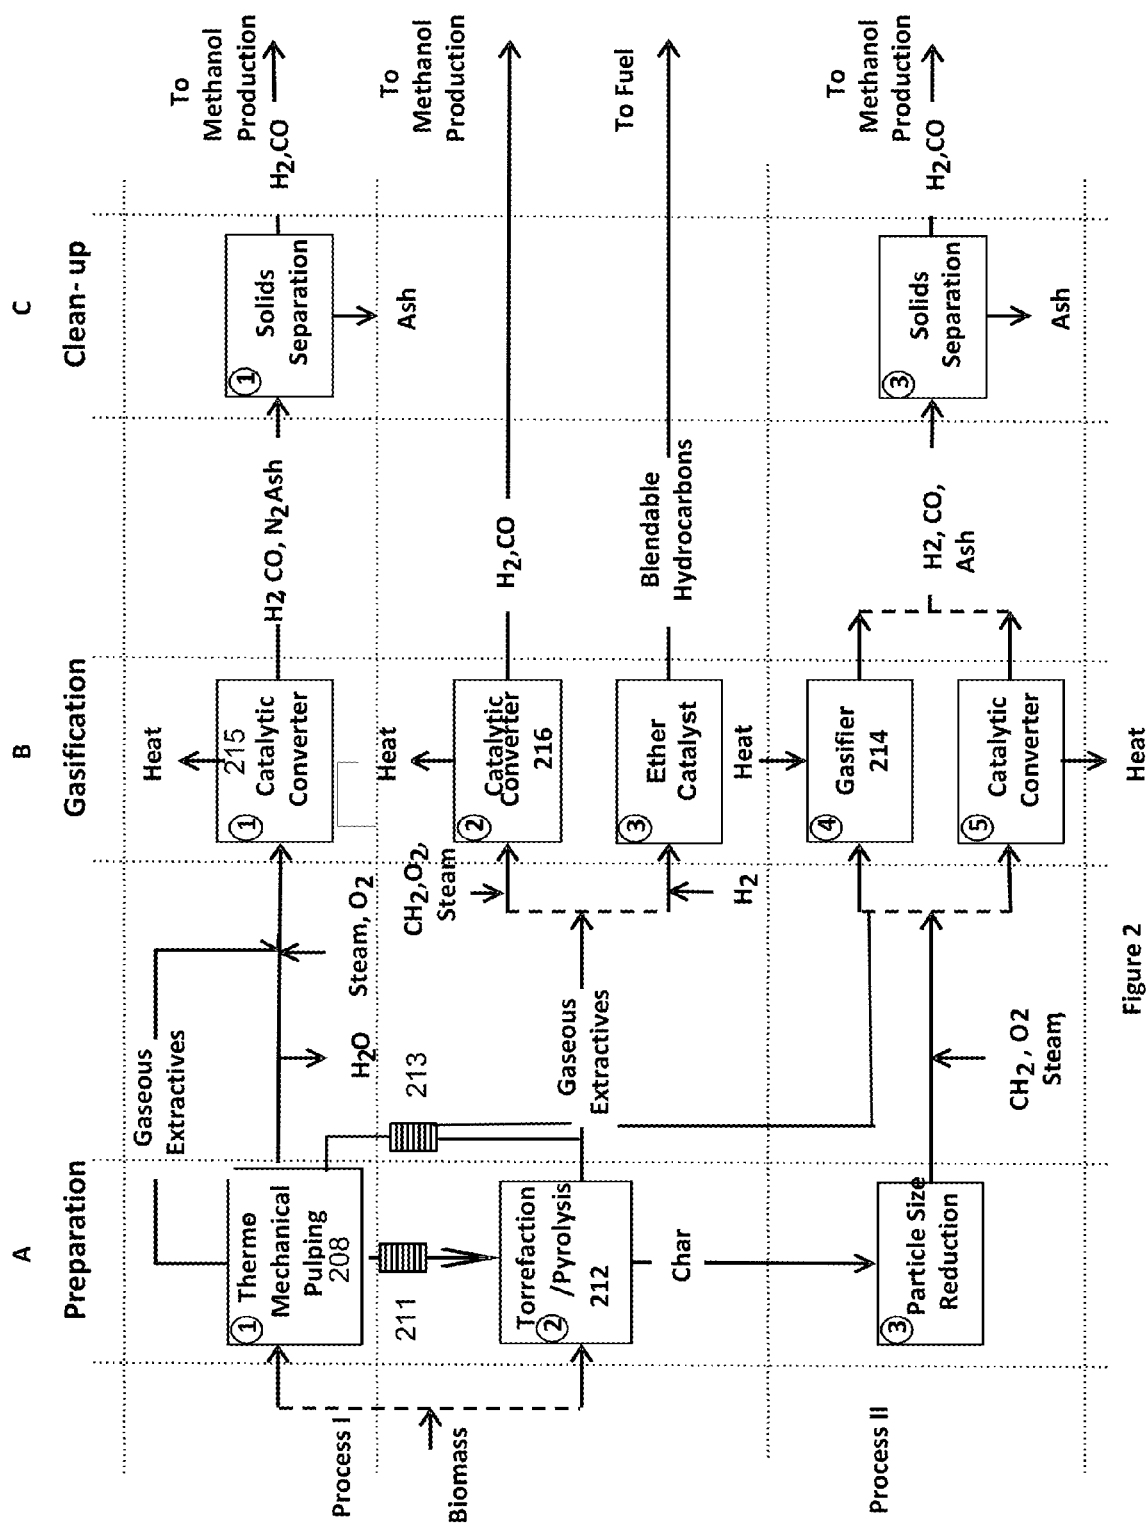 A
B
C
Preparation
Gasification
Clean-up
Process I
Biomass
Process II
Gaseous
Extractives
1
Thermo
Mechanical
Pulping
208
H2O
Steam, O2
Heat
215
1
Catalytic
Converter
H2, CO, N2 Ash
1
Solids
Separation
Ash
H2,CO
To
Methanol
Production
211
213
Torrefaction
/Pyrolysis
2
212
Char
Gaseous
Extractives
CH2,O2,
Steam
Heat
2
Catalytic
Converter
216
H2,CO
To
Methanol
Production
H2
3
Ether
Catalyst
Blendable
Hydrocarbons
To Fuel
3
Particle Size
Reduction
CH2 , O2
Steam,
Heat
4
Gasifier
214
5
Catalytic
Converter
Heat
H2, CO,
Ash
3
Solids
Separation
Ash
H2,CO
To
Methanol
Production
Figure 2